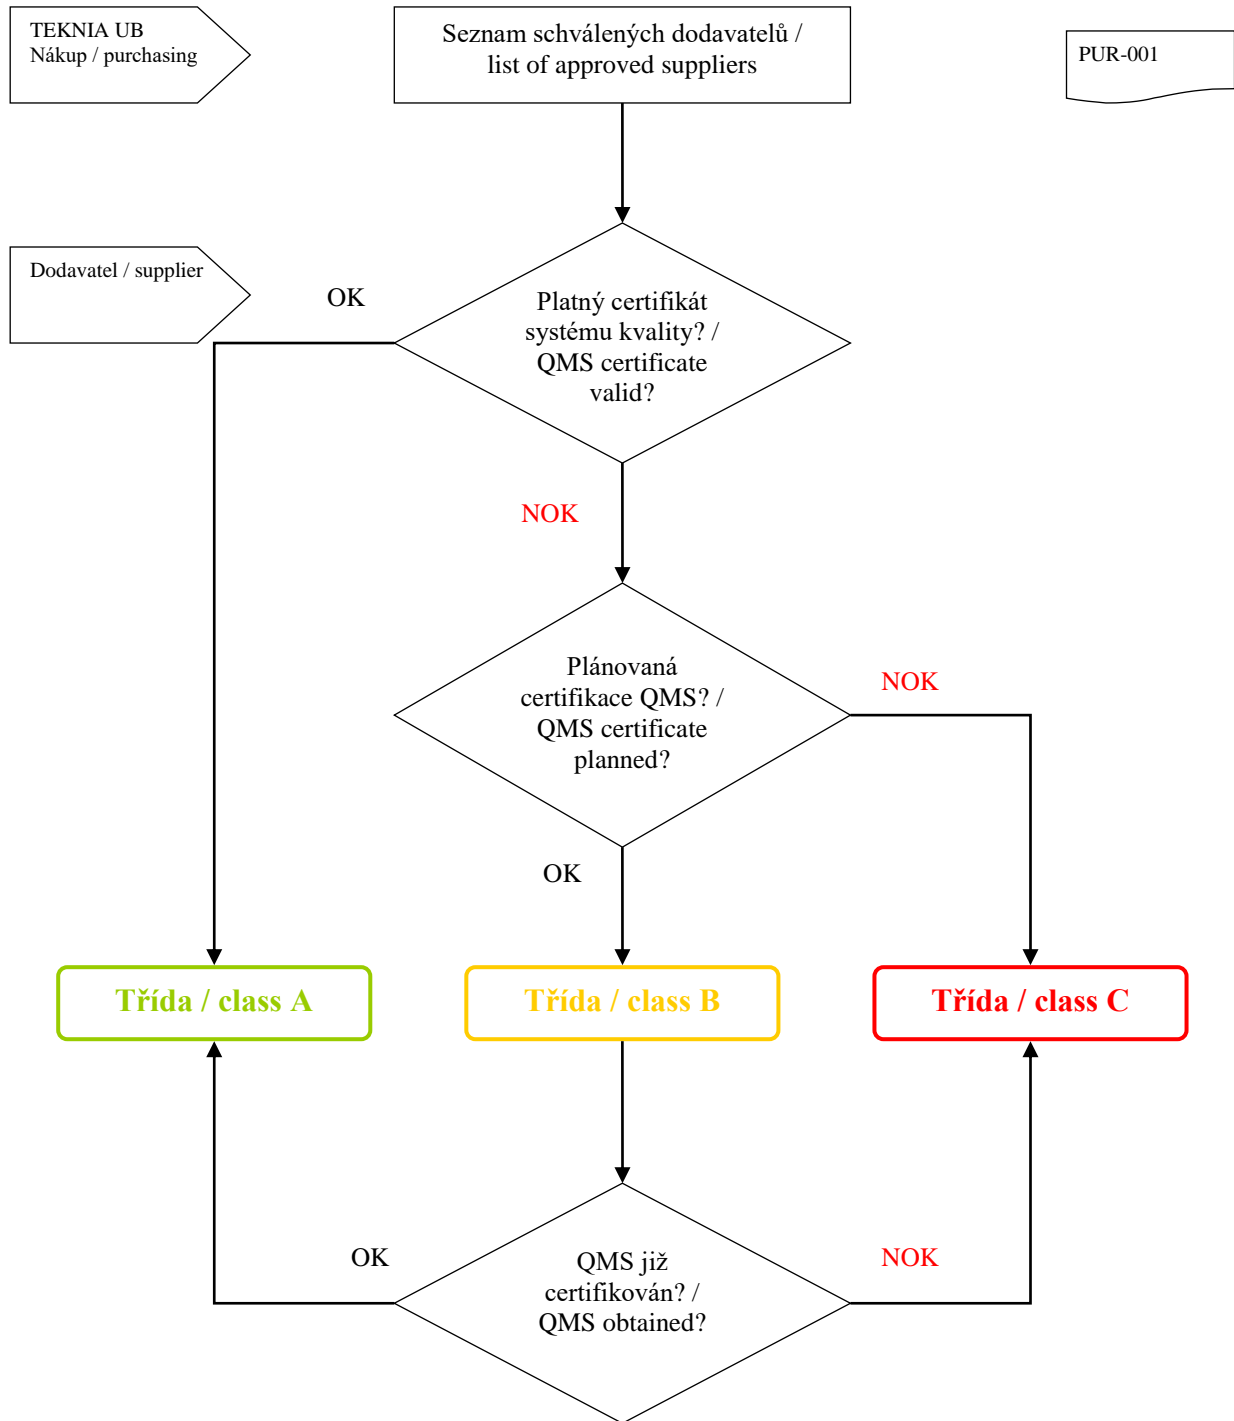 TEKNIA UB
Nákup / purchasing
Seznam schválených dodavatelů /
list of approved suppliers
PUR-001
Dodavatel / supplier
OK
Platný certifikát
systému kvality? /
QMS certificate
valid?
NOK
Plánovaná
certifikace QMS? /
QMS certificate
planned?
NOK
OK
Třída / class A
Třída / class B
Třída / class C
OK
QMS již
certifikován? /
QMS obtained?
NOK